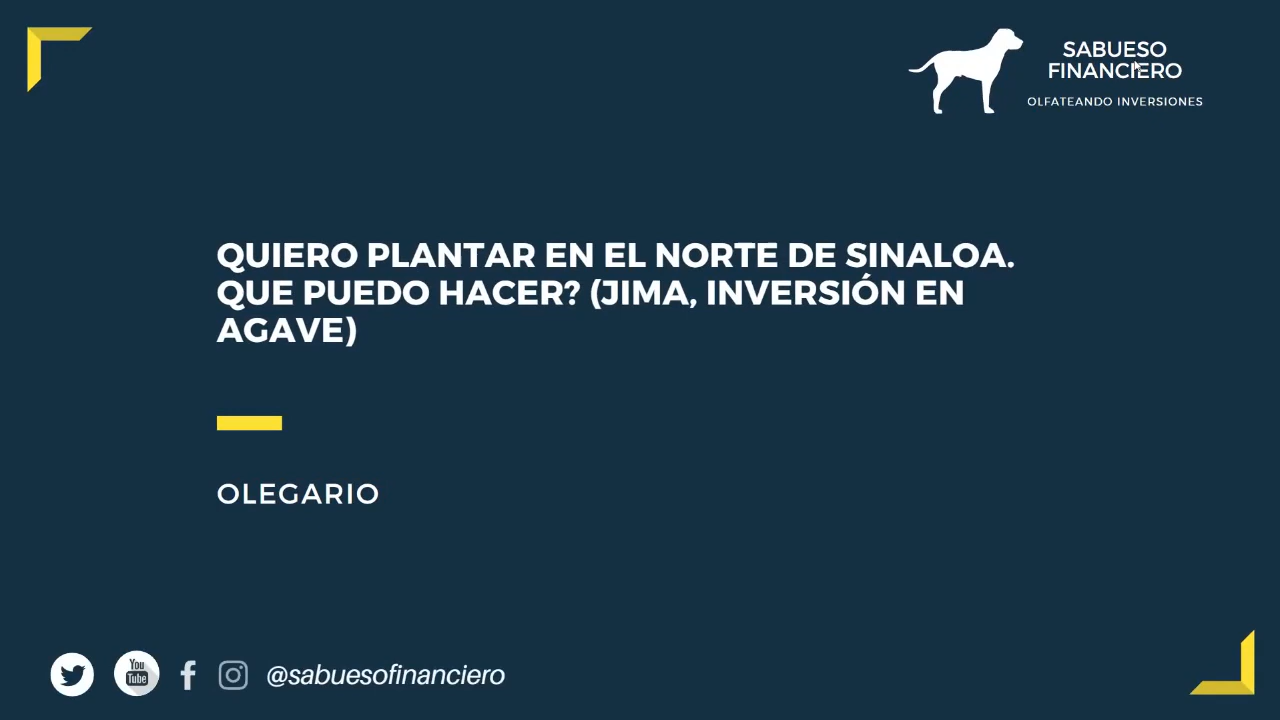 SABUESO
FINANCIERO
OLFATEANDO INVERSIONES
QUIERO PLANTAR EN EL NORTE DE SINALOA.
QUE PUEDO HACER? (JIMA, INVERSIÓN EN
AGAVE)
OLEGARIO
You
Tube
@sabuesofinanciero